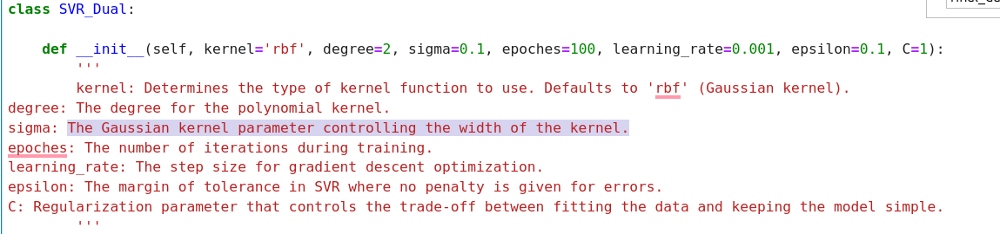 class SVR_Dual:
def __init__(self, kernel='rbf', degree=2, sigma=0.1, epoches=100, learning_rate=0.001, epsilon=0.1, C=1):
'''
kernel: Determines the type of kernel function to use. Defaults to 'rbf' (Gaussian kernel).
degree: The degree for the polynomial kernel.
sigma: The Gaussian kernel parameter controlling the width of the kernel.
epoches: The number of iterations during training.
learning_rate: The step size for gradient descent optimization.
epsilon: The margin of tolerance in SVR where no penalty is given for errors.
C: Regularization parameter that controls the trade-off between fitting the data and keeping the model simple.
'''